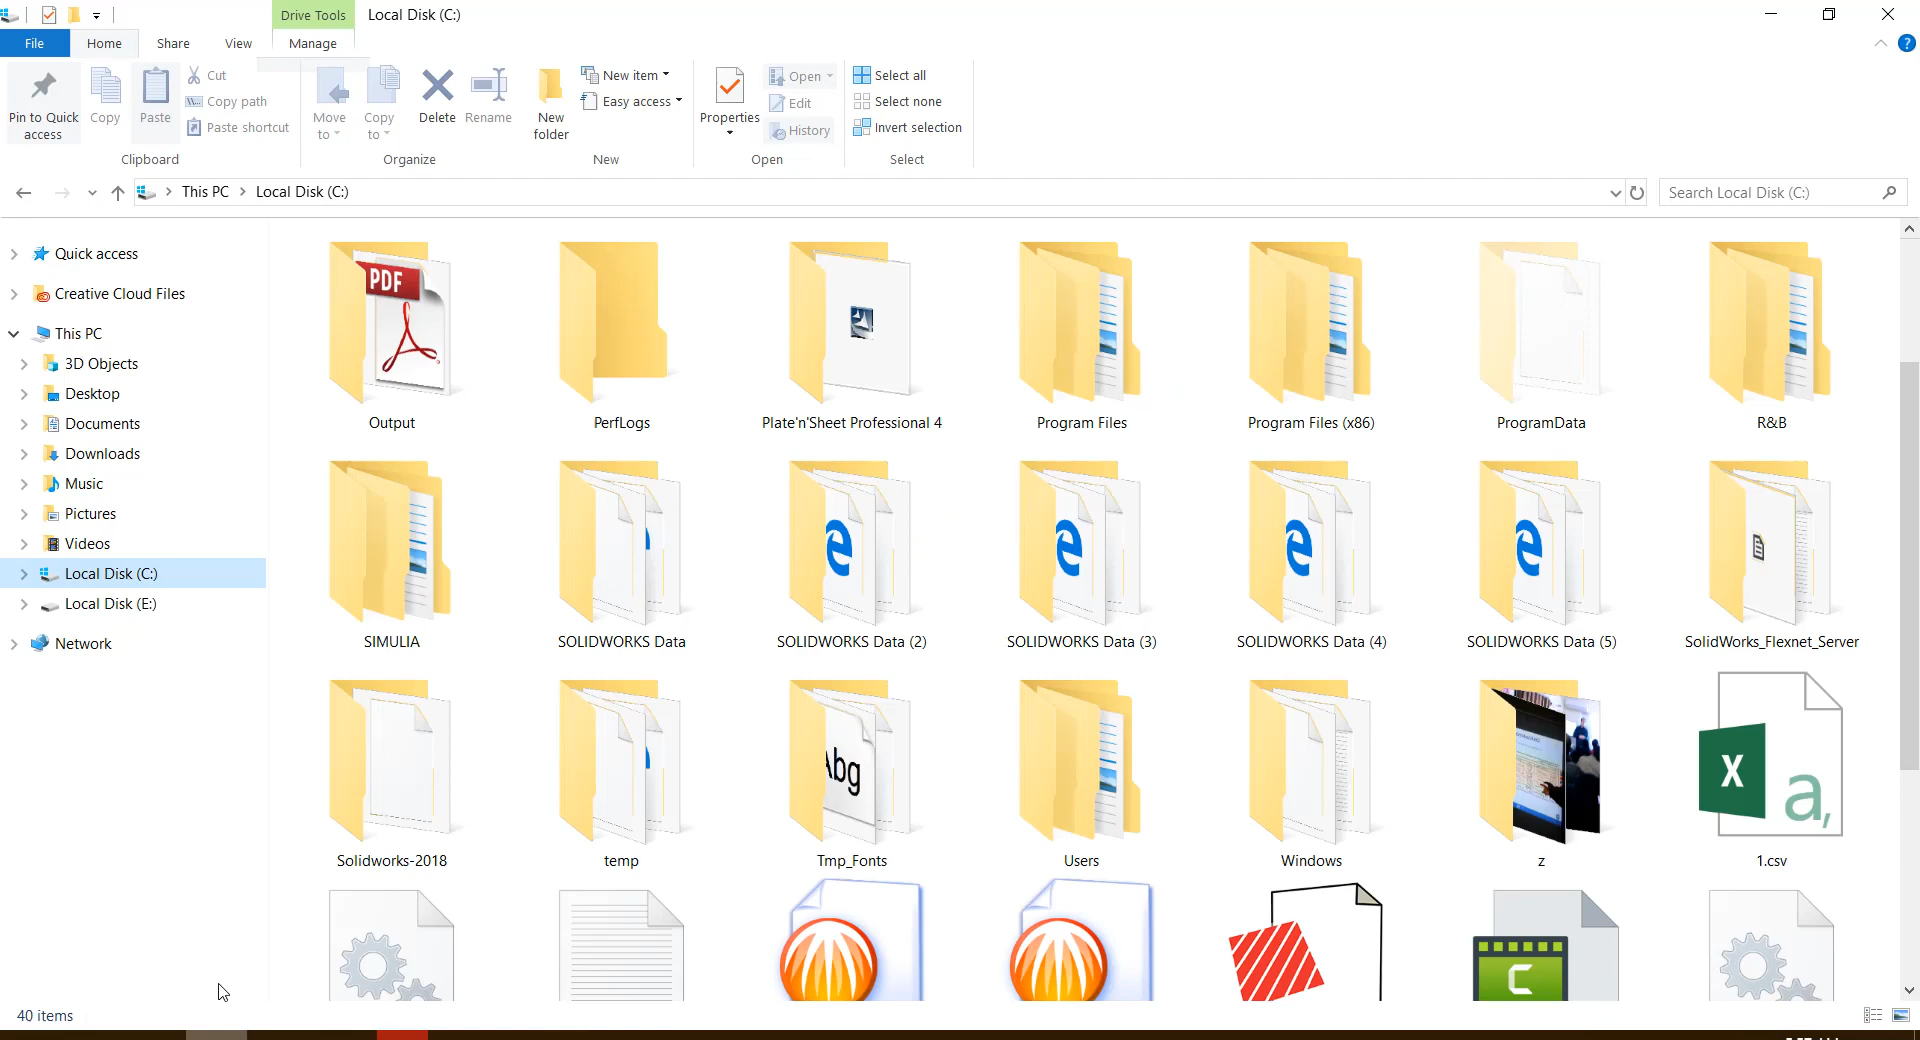 Drive Tools
Local Disk (C:)
File
Home
Share
View
Manage
Pin to Quick
access
Copy
Paste
Cut
Copy path
Paste shortcut
Clipboard
Move
to
Copy
to
Delete
Rename
Organize
New
folder
New item
Easy access
New
Properties
Open
Edit
History
Open
Select all
Select none
Invert selection
Select
This PC
Local Disk (C:)
Search Local Disk (C:)
Quick access
Creative Cloud Files
This PC
3D Objects
Desktop
Documents
Downloads
Music
Pictures
Videos
Local Disk (C:)
Local Disk (E:)
Network
PDF
Output
PerfLogs
Plate'n'Sheet Professional 4
Program Files
Program Files (x86)
ProgramData
R&B
SIMULIA
SOLIDWORKS Data
SOLIDWORKS Data (2)
SOLIDWORKS Data (3)
SOLIDWORKS Data (4)
SOLIDWORKS Data (5)
SolidWorks_Flexnet_Server
Abg
X
a,
Solidworks-2018
temp
Tmp_Fonts
Users
Windows
z
1.csv
C
40 items